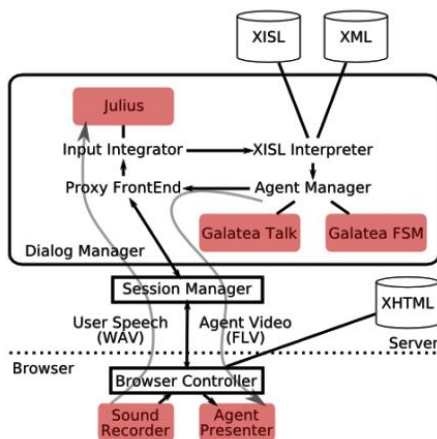 XISL
XML
Julius
Input Integrator
XISL Interpreter
Proxy FrontEnd
Agent Manager
Galatea Talk
Galatea FSM
Dialog Manager
Session Manager
XHTML
User Speech
(WAV)
Agent Video
(FLV)
Server
Browser
Browser Controller
Sound
Recorder
Agent
Presenter